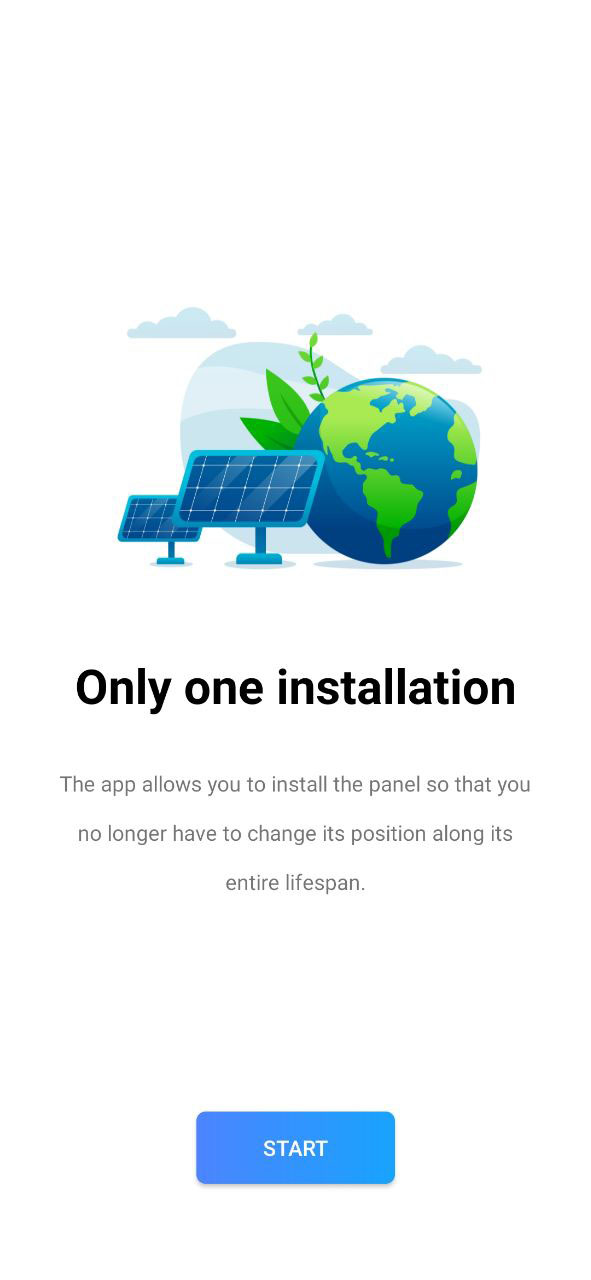 Only one installation
The app allows you to install the panel so that you
no longer have to change its position along its
entire lifespan.
START